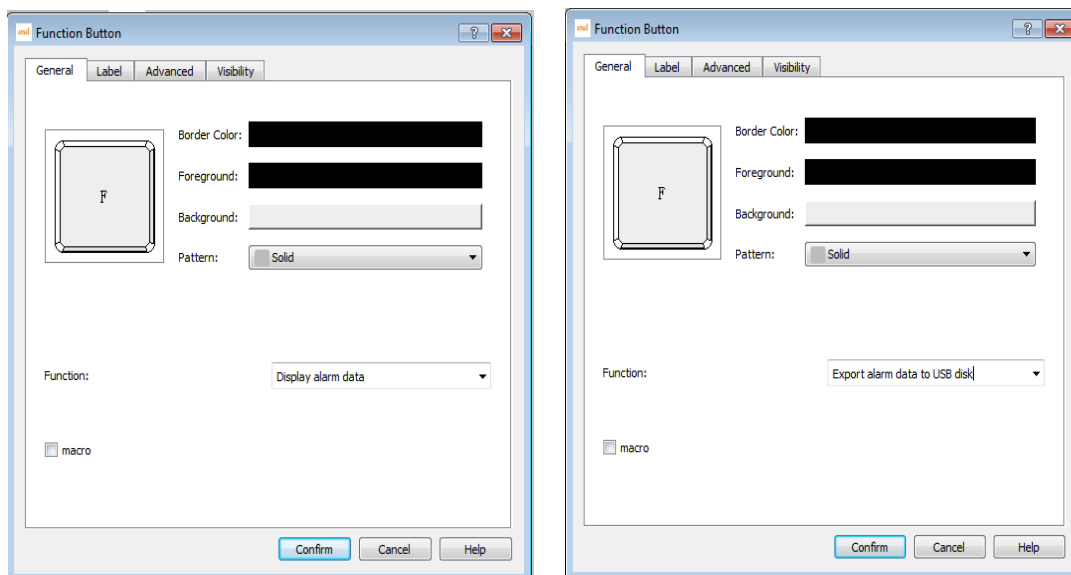 Function Button
General Label Advanced Visibility
F
Border Color:
Foreground:
Background:
Pattern: Solid
Function: Display alarm data
macro
Confirm Cancel Help
Function Button
General Label Advanced Visibility
F
Border Color:
Foreground:
Background:
Pattern: Solid
Function: Export alarm data to USB disk
macro
Confirm Cancel Help